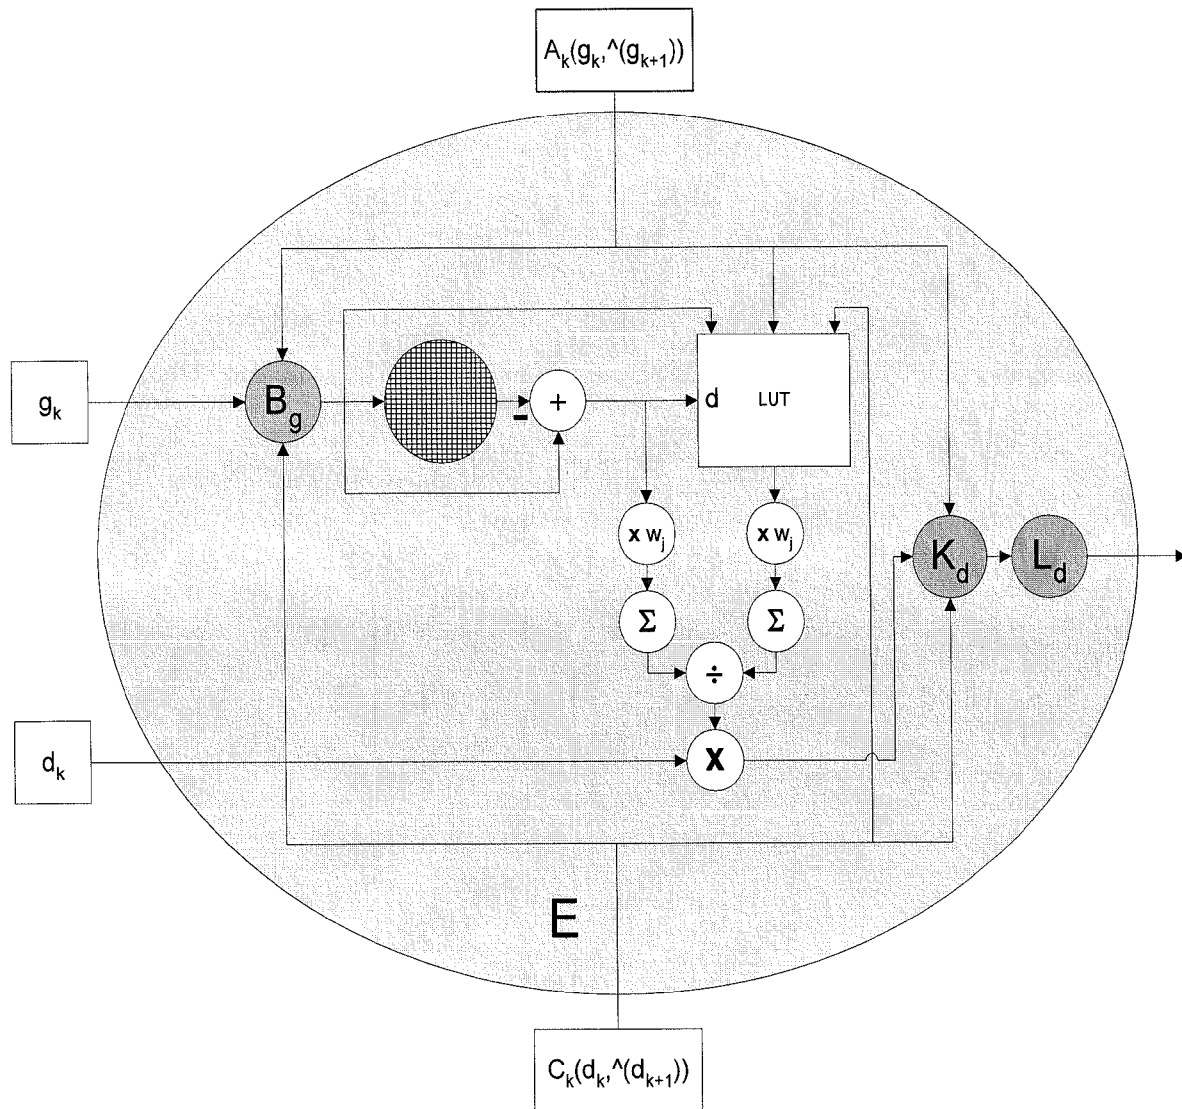 A_k(g_k,^(g_{k+1}))
g_k
B_g
-
+
d
LUT
x w_j
x w_j
K_d
L_d
Σ
Σ
÷
d_k
X
E
C_k(d_k,^(d_{k+1}))